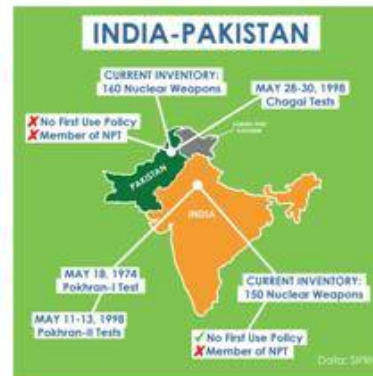 INDIA-PAKISTAN
CURRENT INVENTORY:
160 Nuclear Weapons
MAY 28-30, 1998
Chagai Tests
✗ No First Use Policy
✗ Member of NPT
PAKISTAN
INDIA
MAY 18, 1974
Pokhran-I Test
CURRENT INVENTORY:
150 Nuclear Weapons
MAY 11-13, 1998
Pokhran-II Tests
✓ No First Use Policy
✗ Member of NPT
Data: SIPRI